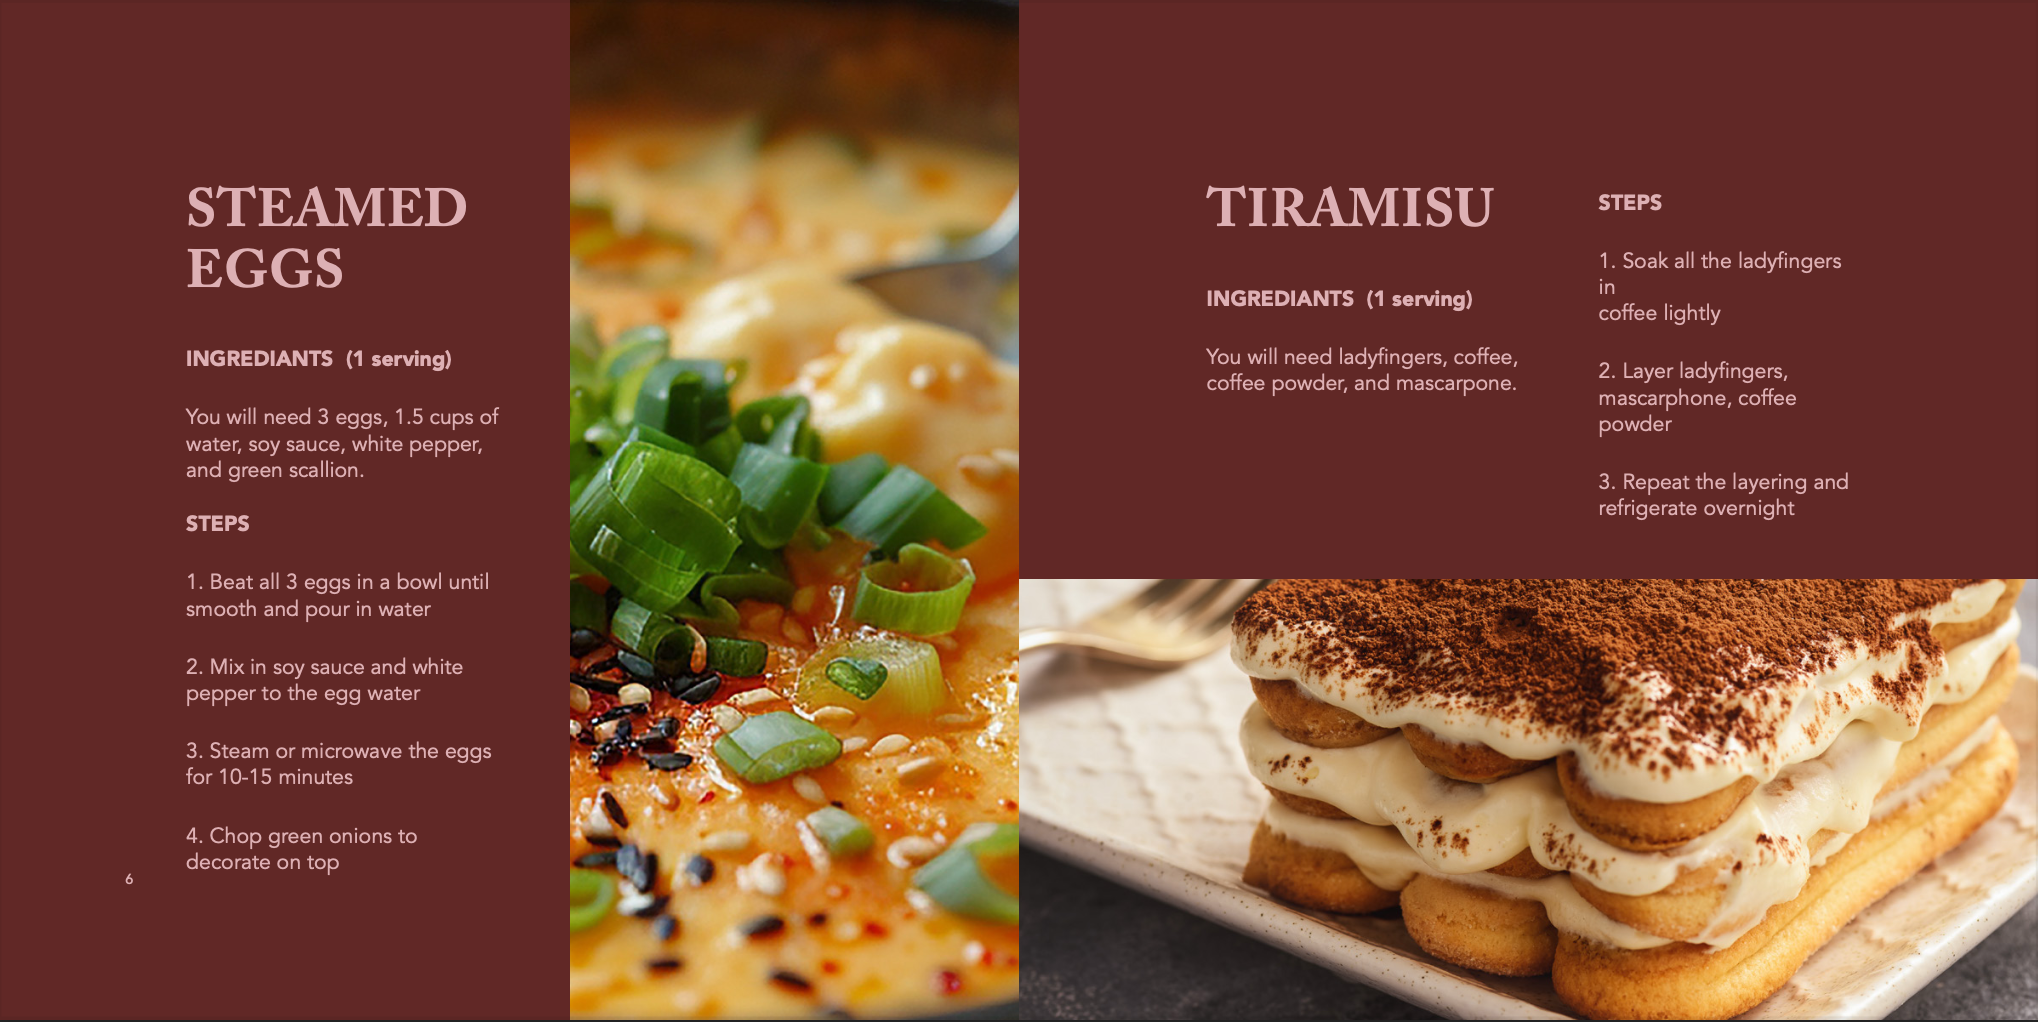 STEAMED
EGGS
INGREDIANTS  (1 serving)
You will need 3 eggs, 1.5 cups of
water, soy sauce, white pepper,
and green scallion.
STEPS
1. Beat all 3 eggs in a bowl until
smooth and pour in water
2. Mix in soy sauce and white
pepper to the egg water
3. Steam or microwave the eggs
for 10-15 minutes
4. Chop green onions to
decorate on top
6
TIRAMISU
INGREDIANTS  (1 serving)
You will need ladyfingers, coffee,
coffee powder, and mascarpone.
STEPS
1. Soak all the ladyfingers
in
coffee lightly
2. Layer ladyfingers,
mascarphone, coffee
powder
3. Repeat the layering and
refrigerate overnight